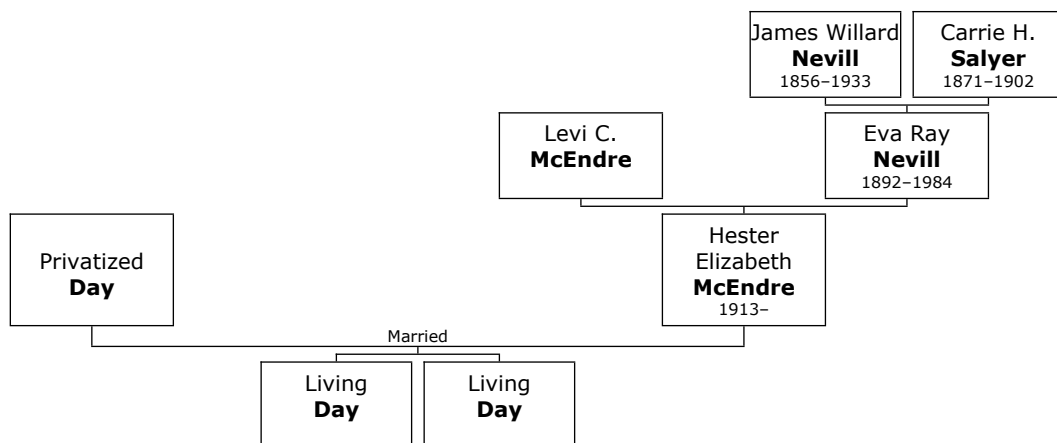 James Willard
Nevill
1856–1933
Carrie H.
Salyer
1871–1902
Levi C.
McEndre
Eva Ray
Nevill
1892–1984
Privatized
Day
Hester
Elizabeth
McEndre
1913–
Married
Living
Day
Living
Day